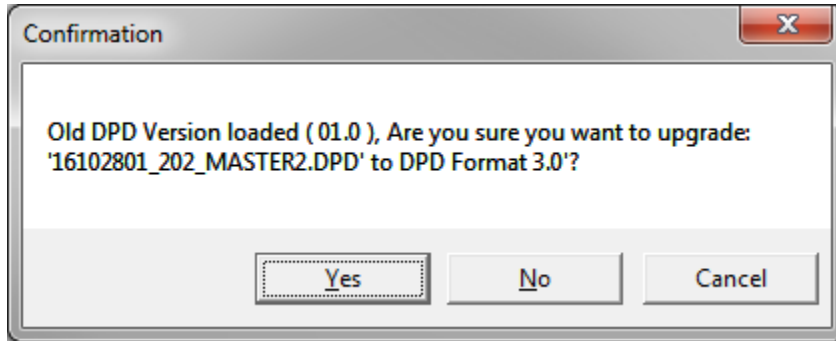 Confirmation
Old DPD Version loaded ( 01.0 ), Are you sure you want to upgrade:
'16102801_202_MASTER2.DPD' to DPD Format 3.0'?
Yes
No
Cancel